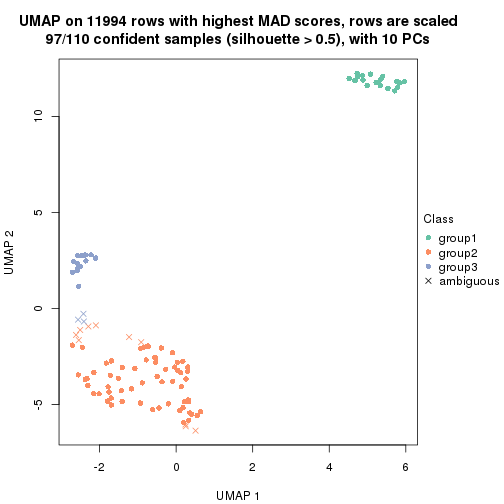 UMAP on 11994 rows with highest MAD scores, rows are scaled
97/110 confident samples (silhouette > 0.5), with 10 PCs
10
5
0
-5
UMAP 2
-2
0
2
4
6
UMAP 1
Class
group1
group2
group3
ambiguous